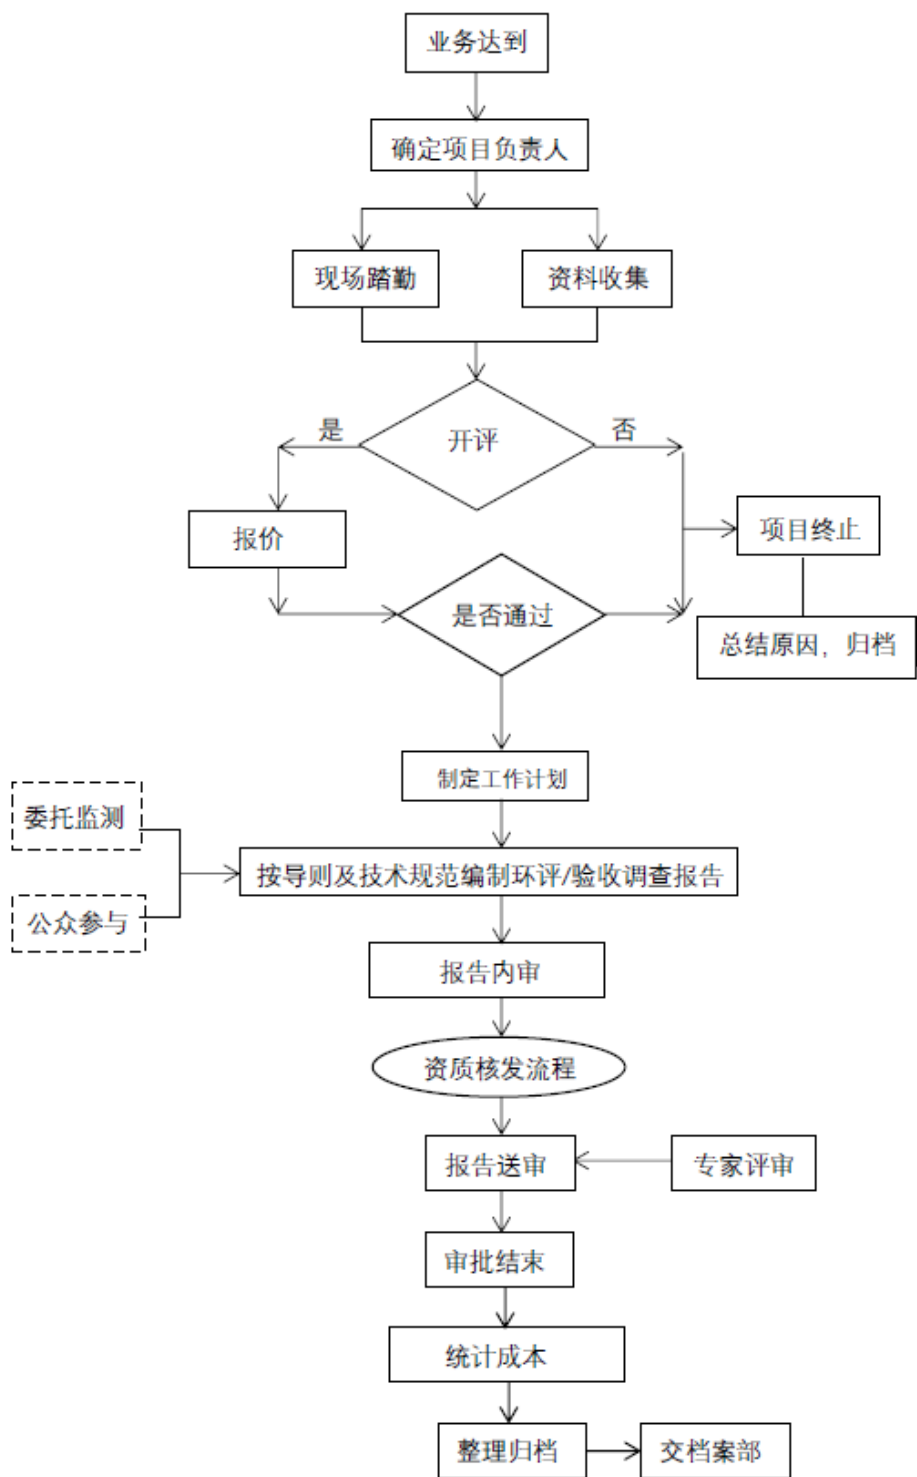 业务达到
确定项目负责人
现场踏勤
资料收集
是
开评
否
报价
项目终止
是否通过
总结原因，归档
制定工作计划
委托监测
按导则及技术规范编制环评/验收调查报告
公众参与
报告内审
资质核发流程
报告送审
专家评审
审批结束
统计成本
整理归档
交档案部